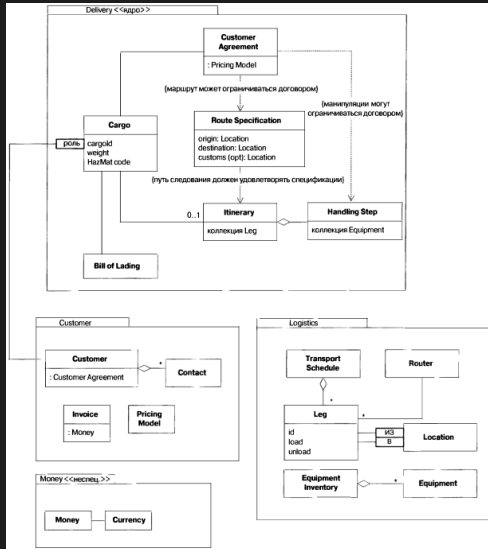 Delivery <<ядро>>
Customer
Agreement
: Pricing Model
{маршрут может ограничиваться договором}
{манипуляции могут
ограничиваться договором}
Cargo
cargoId
weight
HazMat code
роль
Route Specification
origin: Location
destination: Location
customs (opt): Location
{путь следования должен удовлетворять спецификации}
0..1
Itinerary
коллекция Leg
Handling Step
коллекция Equipment
Bill of Lading
Customer
Customer
: Customer Agreement
*
Contact
Invoice
: Money
Pricing
Model
Money <<неспец.>>
Money
Currency
Logistics
Transport
Schedule
Router
*
*
Leg
id
load
unload
ИЗ
В
Location
Equipment
Inventory
*
Equipment